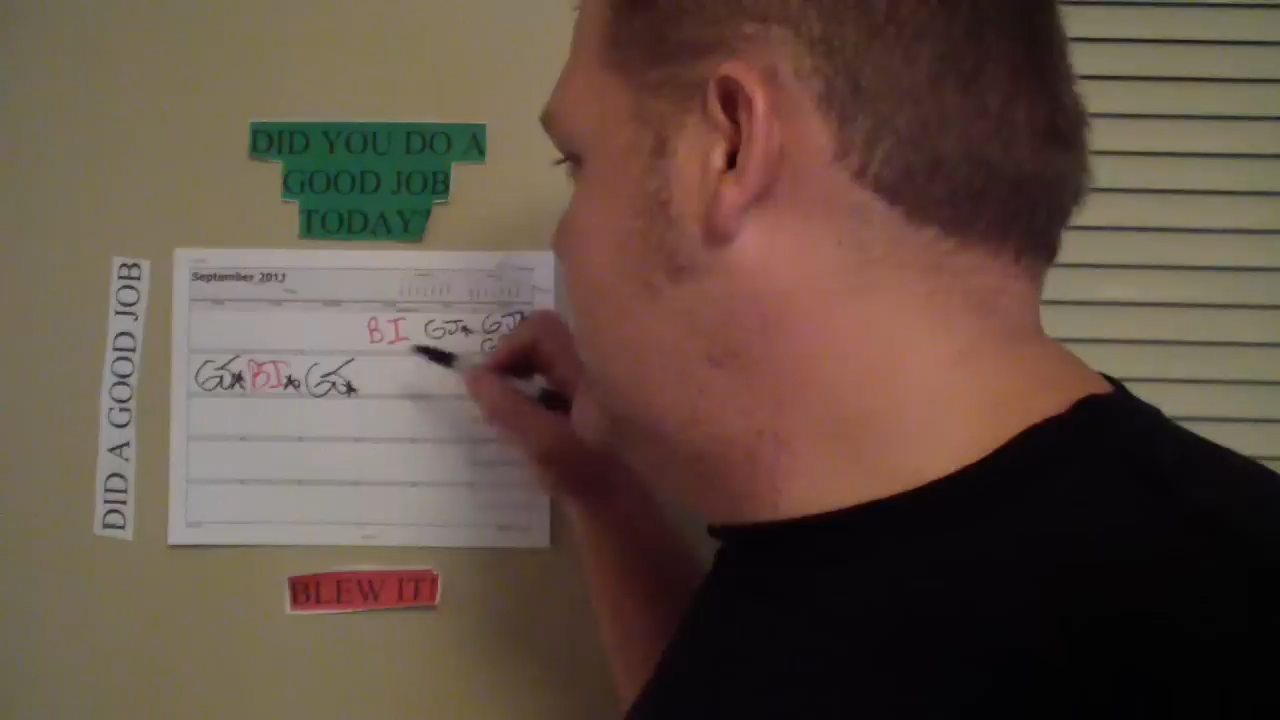 DID YOU DO A
GOOD JOB
TODAY?
DID A GOOD JOB
September 2011
BI GJ GJ
GJ BI GJ
BLEW IT!